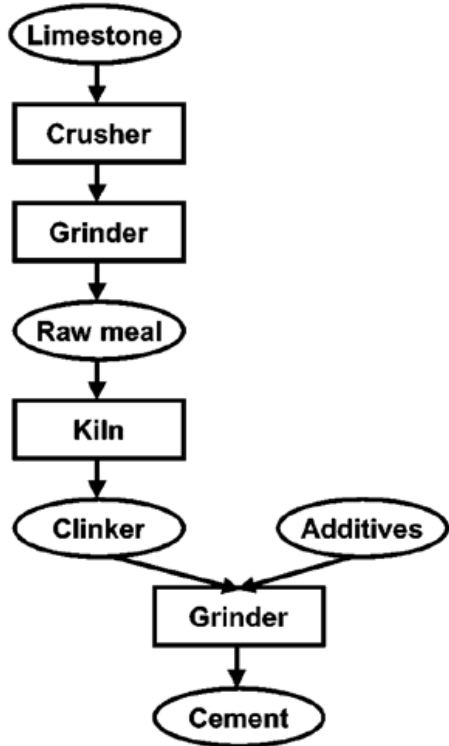 Limestone
Crusher
Grinder
Raw meal
Kiln
Clinker
Additives
Grinder
Cement